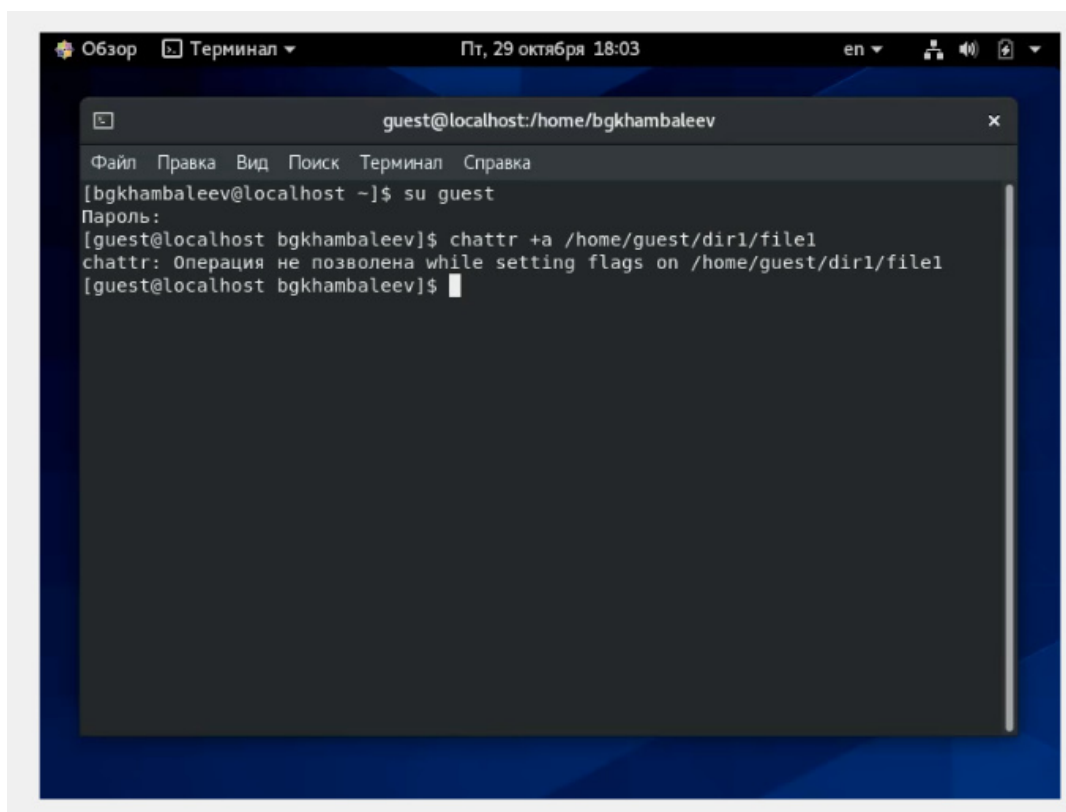 Обзор Терминал Пт, 29 октября 18:03 en
guest@localhost:/home/bgkhambaleev
Файл Правка Вид Поиск Терминал Справка
[bgkhambaleev@localhost ~]$ su guest
Пароль:
[guest@localhost bgkhambaleev]$ chattr +a /home/guest/dir1/file1
chattr: Операция не позволена while setting flags on /home/guest/dir1/file1
[guest@localhost bgkhambaleev]$